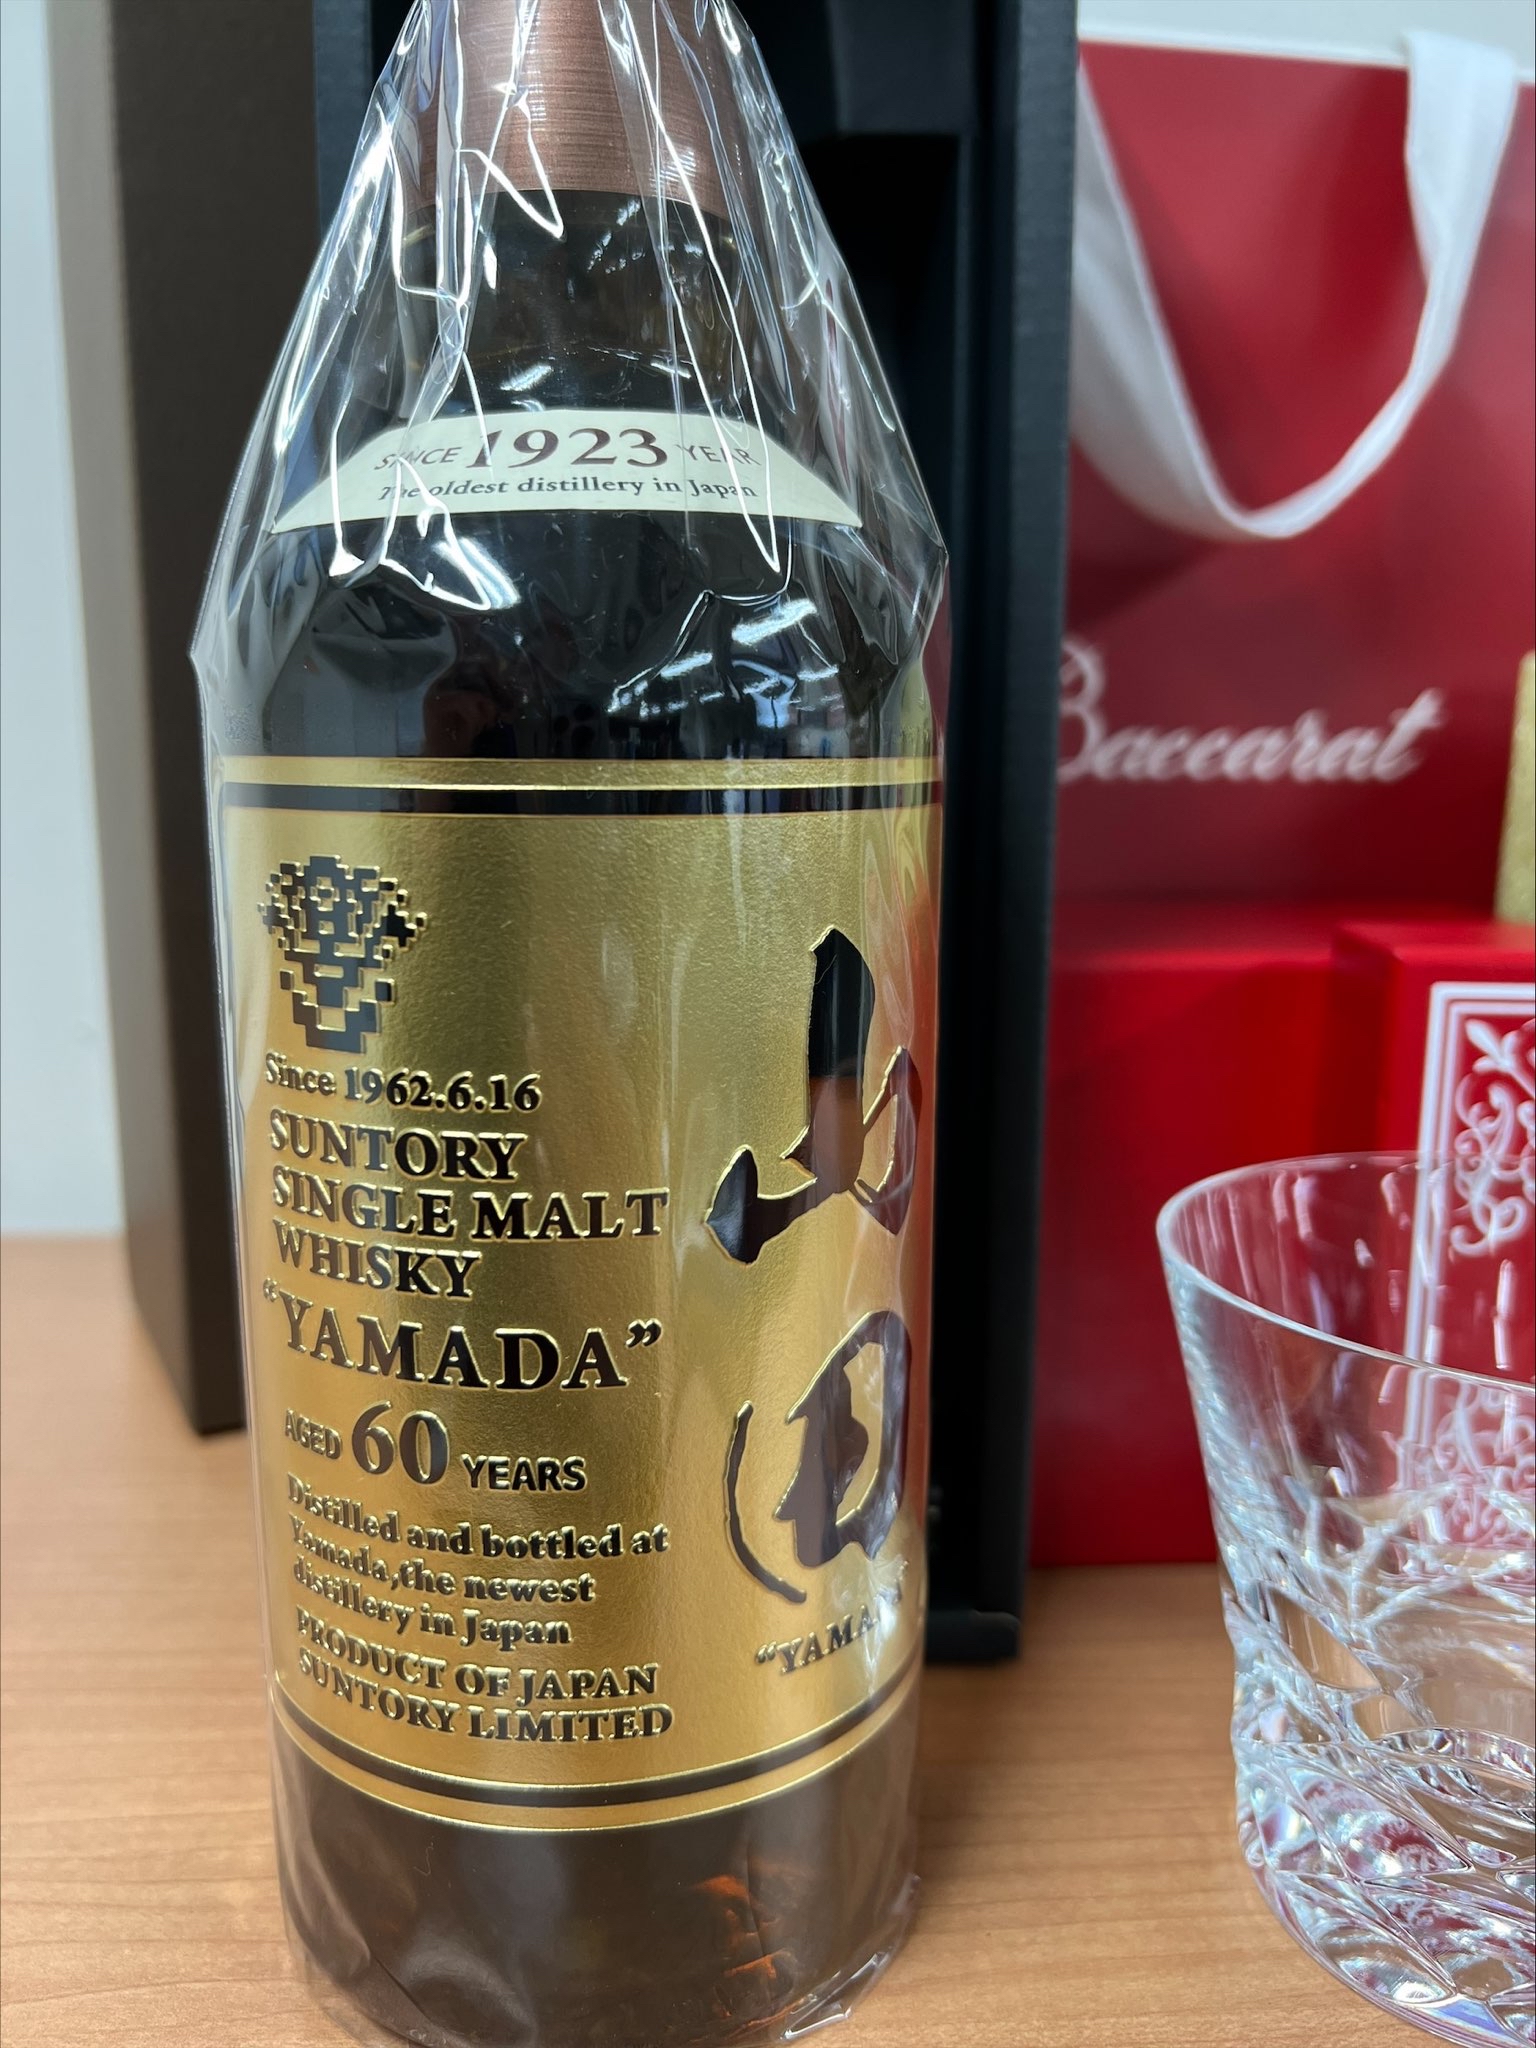 SINCE 1923 YEAR
The oldest distillery in Japan
Since 1962.6.16
SUNTORY
SINGLE MALT
WHISKY
"YAMADA"
AGED 60 YEARS
Distilled and bottled at
Yamada,the newest
distillery in Japan
PRODUCT OF JAPAN
SUNTORY LIMITED
山
Baccarat